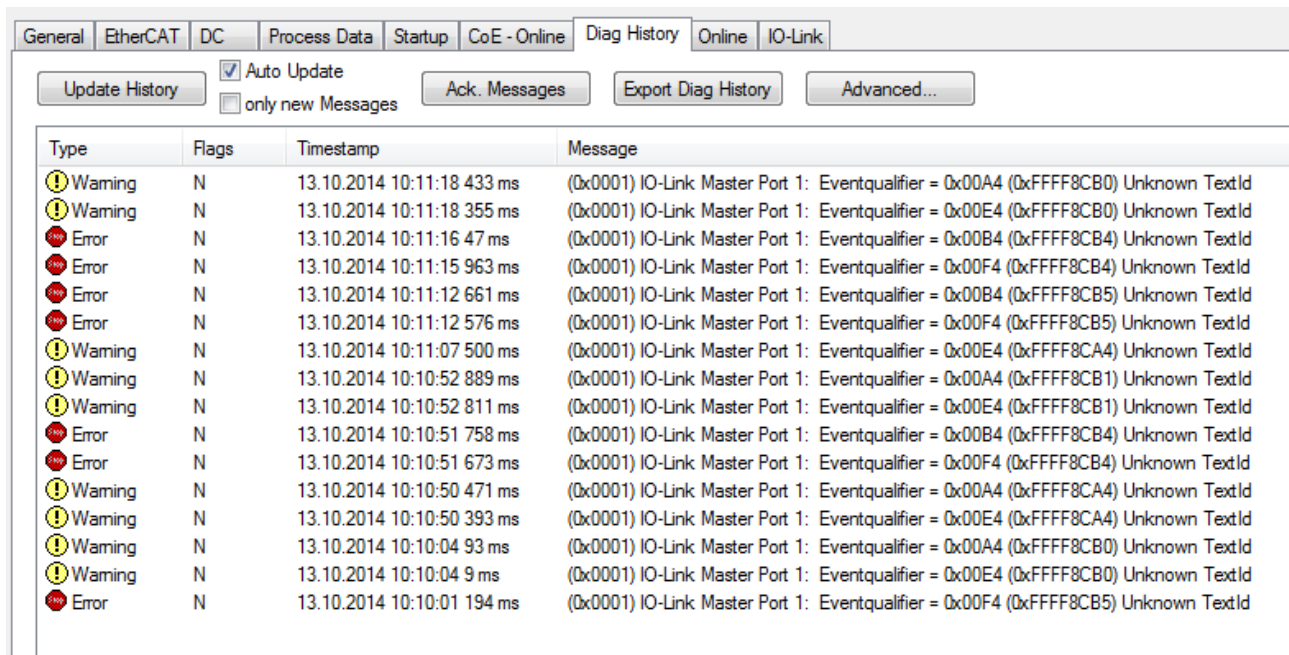 General EtherCAT DC Process Data Startup CoE - Online Diag History Online IO-Link
Update History Auto Update only new Messages Ack. Messages Export Diag History Advanced...
Type Flags Timestamp Message
Warning N 13.10.2014 10:11:18 433 ms (0x0001) IO-Link Master Port 1: Eventqualifier = 0x00A4 (0xFFFF8CB0) Unknown TextId
Warning N 13.10.2014 10:11:18 355 ms (0x0001) IO-Link Master Port 1: Eventqualifier = 0x00E4 (0xFFFF8CB0) Unknown TextId
Stop Error N 13.10.2014 10:11:16 47 ms (0x0001) IO-Link Master Port 1: Eventqualifier = 0x00B4 (0xFFFF8CB4) Unknown TextId
Stop Error N 13.10.2014 10:11:15 963 ms (0x0001) IO-Link Master Port 1: Eventqualifier = 0x00F4 (0xFFFF8CB4) Unknown TextId
Stop Error N 13.10.2014 10:11:12 661 ms (0x0001) IO-Link Master Port 1: Eventqualifier = 0x00B4 (0xFFFF8CB5) Unknown TextId
Stop Error N 13.10.2014 10:11:12 576 ms (0x0001) IO-Link Master Port 1: Eventqualifier = 0x00F4 (0xFFFF8CB5) Unknown TextId
Warning N 13.10.2014 10:11:07 500 ms (0x0001) IO-Link Master Port 1: Eventqualifier = 0x00E4 (0xFFFF8CA4) Unknown TextId
Warning N 13.10.2014 10:10:52 889 ms (0x0001) IO-Link Master Port 1: Eventqualifier = 0x00A4 (0xFFFF8CB1) Unknown TextId
Warning N 13.10.2014 10:10:52 811 ms (0x0001) IO-Link Master Port 1: Eventqualifier = 0x00E4 (0xFFFF8CB1) Unknown TextId
Stop Error N 13.10.2014 10:10:51 758 ms (0x0001) IO-Link Master Port 1: Eventqualifier = 0x00B4 (0xFFFF8CB4) Unknown TextId
Stop Error N 13.10.2014 10:10:51 673 ms (0x0001) IO-Link Master Port 1: Eventqualifier = 0x00F4 (0xFFFF8CB4) Unknown TextId
Warning N 13.10.2014 10:10:50 471 ms (0x0001) IO-Link Master Port 1: Eventqualifier = 0x00A4 (0xFFFF8CA4) Unknown TextId
Warning N 13.10.2014 10:10:50 393 ms (0x0001) IO-Link Master Port 1: Eventqualifier = 0x00E4 (0xFFFF8CA4) Unknown TextId
Warning N 13.10.2014 10:10:04 93 ms (0x0001) IO-Link Master Port 1: Eventqualifier = 0x00A4 (0xFFFF8CB0) Unknown TextId
Warning N 13.10.2014 10:10:04 9 ms (0x0001) IO-Link Master Port 1: Eventqualifier = 0x00E4 (0xFFFF8CB0) Unknown TextId
Stop Error N 13.10.2014 10:10:01 194 ms (0x0001) IO-Link Master Port 1: Eventqualifier = 0x00F4 (0xFFFF8CB5) Unknown TextId